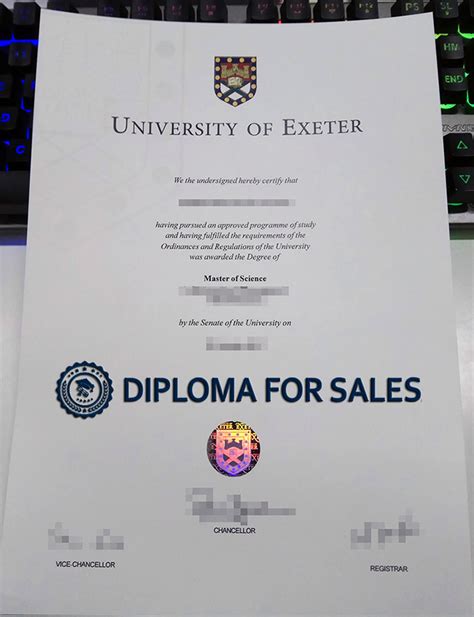 UNIVERSITY OF EXETER
We the undersigned hereby certify that
having pursued an approved programme of study
and having fulfilled the requirements of the
Ordinances and Regulations of the University
was awarded the Degree of
Master of Science
by the Senate of the University on
DIPLOMA FOR SALES
CHANCELLOR
VICE-CHANCELLOR
REGISTRAR